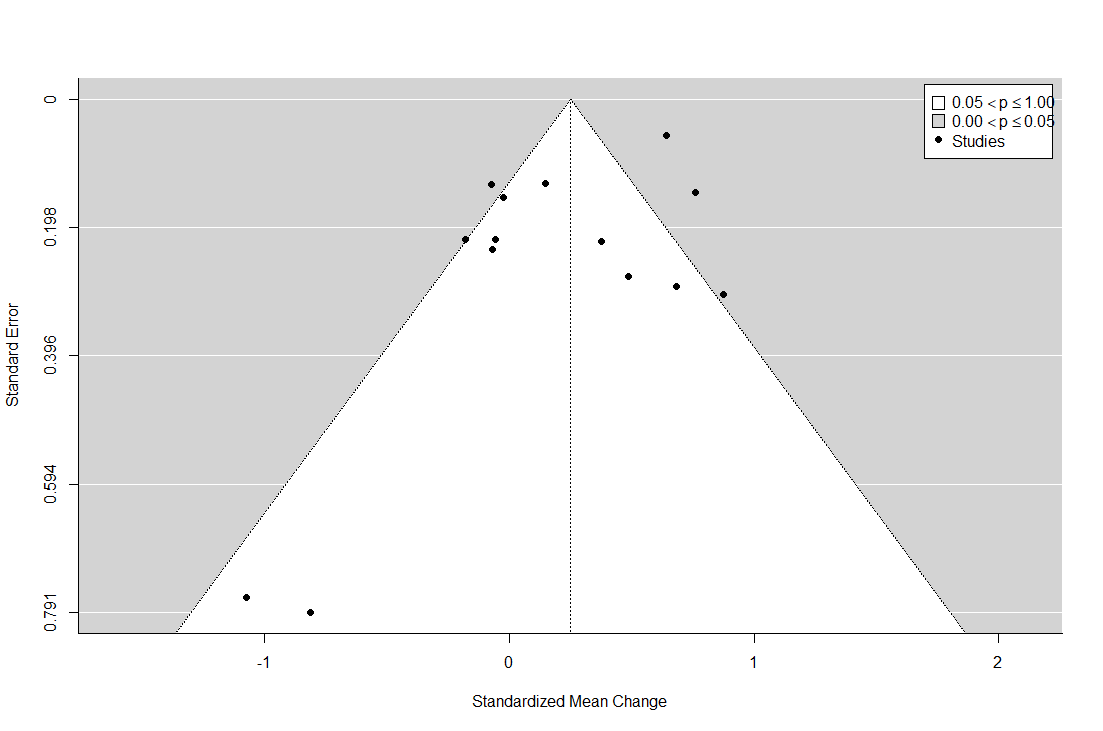 0.05 < p ≤ 1.00
0.00 < p ≤ 0.05
Studies
0
0.198
0.396
0.594
0.791
Standard Error
-1
0
1
2
Standardized Mean Change